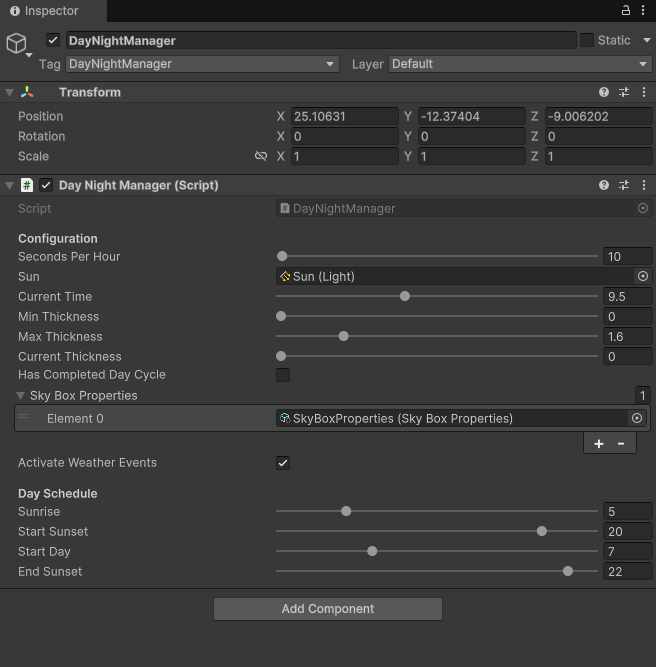 Inspector
DayNightManager Static
Tag DayNightManager Layer Default
Transform
Position X 25.10631 Y -12.37404 Z -9.006202
Rotation X 0 Y 0 Z 0
Scale X 1 Y 1 Z 1
# Day Night Manager (Script)
Script DayNightManager
Configuration
Seconds Per Hour 10
Sun Sun (Light)
Current Time 9.5
Min Thickness 0
Max Thickness 1.6
Current Thickness 0
Has Completed Day Cycle
Sky Box Properties 1
Element 0 SkyBoxProperties (Sky Box Properties)
+ -
Activate Weather Events
Day Schedule
Sunrise 5
Start Sunset 20
Start Day 7
End Sunset 22
Add Component